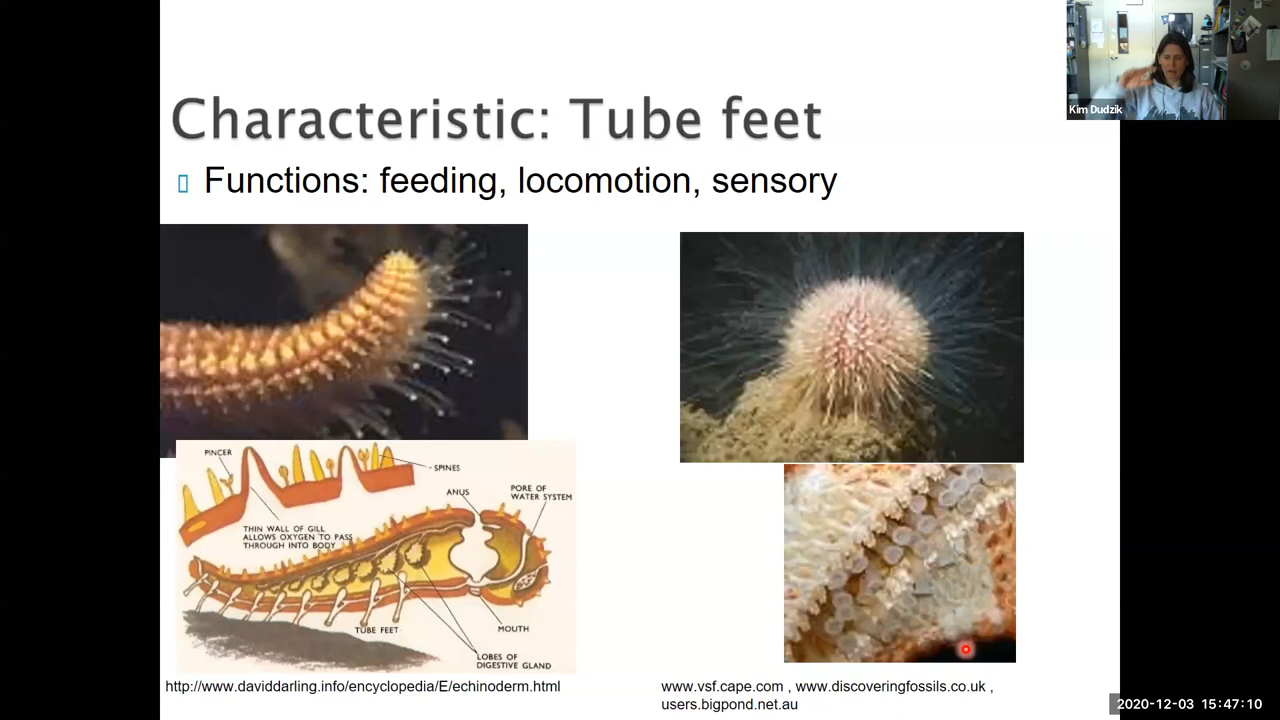 Kim Dudzik
Characteristic: Tube feet
Functions: feeding, locomotion, sensory
PINCER
SPINES
ANUS
PORE OF
WATER SYSTEM
THIN WALL OF GILL
ALLOWS OXYGEN TO PASS
THROUGH INTO BODY
TUBE FEET
MOUTH
LOBES OF
DIGESTIVE GLAND
http://www.daviddarling.info/encyclopedia/E/echinoderm.html
www.vsf.cape.com , www.discoveringfossils.co.uk ,
users.bigpond.net.au
2020-12-03 15:47:10